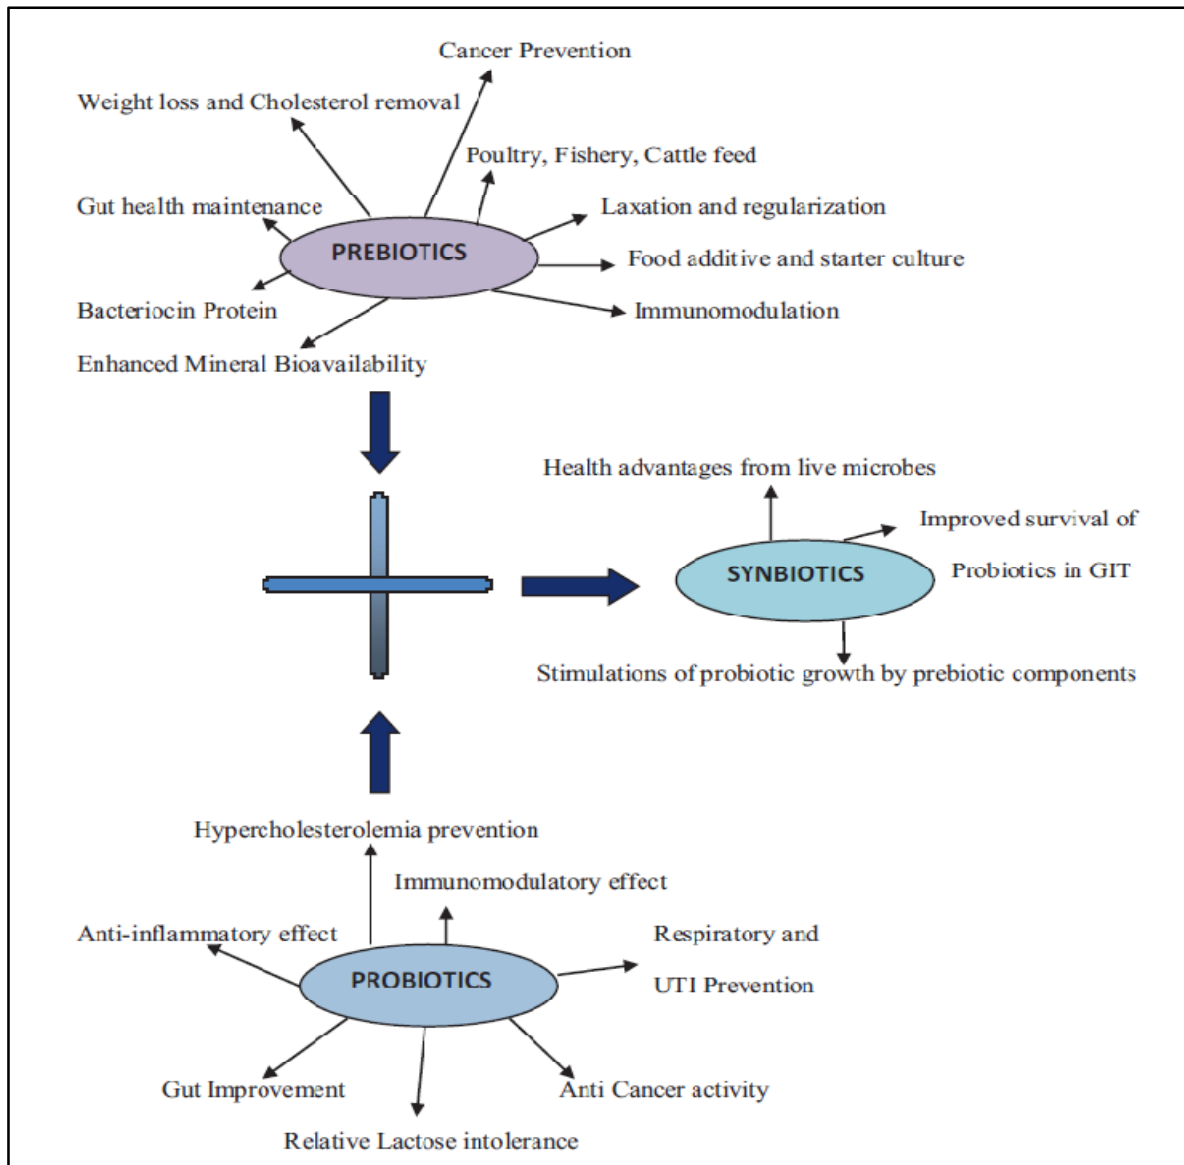 Cancer Prevention
Weight loss and Cholesterol removal
Poultry, Fishery, Cattle feed
Gut health maintenance
Laxation and regularization
PREBIOTICS
Food additive and starter culture
Bacteriocin Protein
Immunomodulation
Enhanced Mineral Bioavailability
Health advantages from live microbes
Improved survival of
Probiotics in GIT
SYNBIOTICS
Stimulations of probiotic growth by prebiotic components
Hypercholesterolemia prevention
Immunomodulatory effect
Anti-inflammatory effect
Respiratory and
UTI Prevention
PROBIOTICS
Gut Improvement
Anti Cancer activity
Relative Lactose intolerance